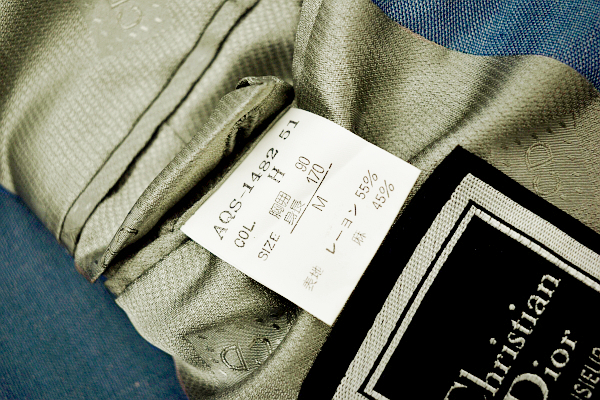 AQS-1482 51
COL. H
SIZE 胸囲 90
身長 170
M
表地 レーヨン 55%
麻 45%
Christian
Dior